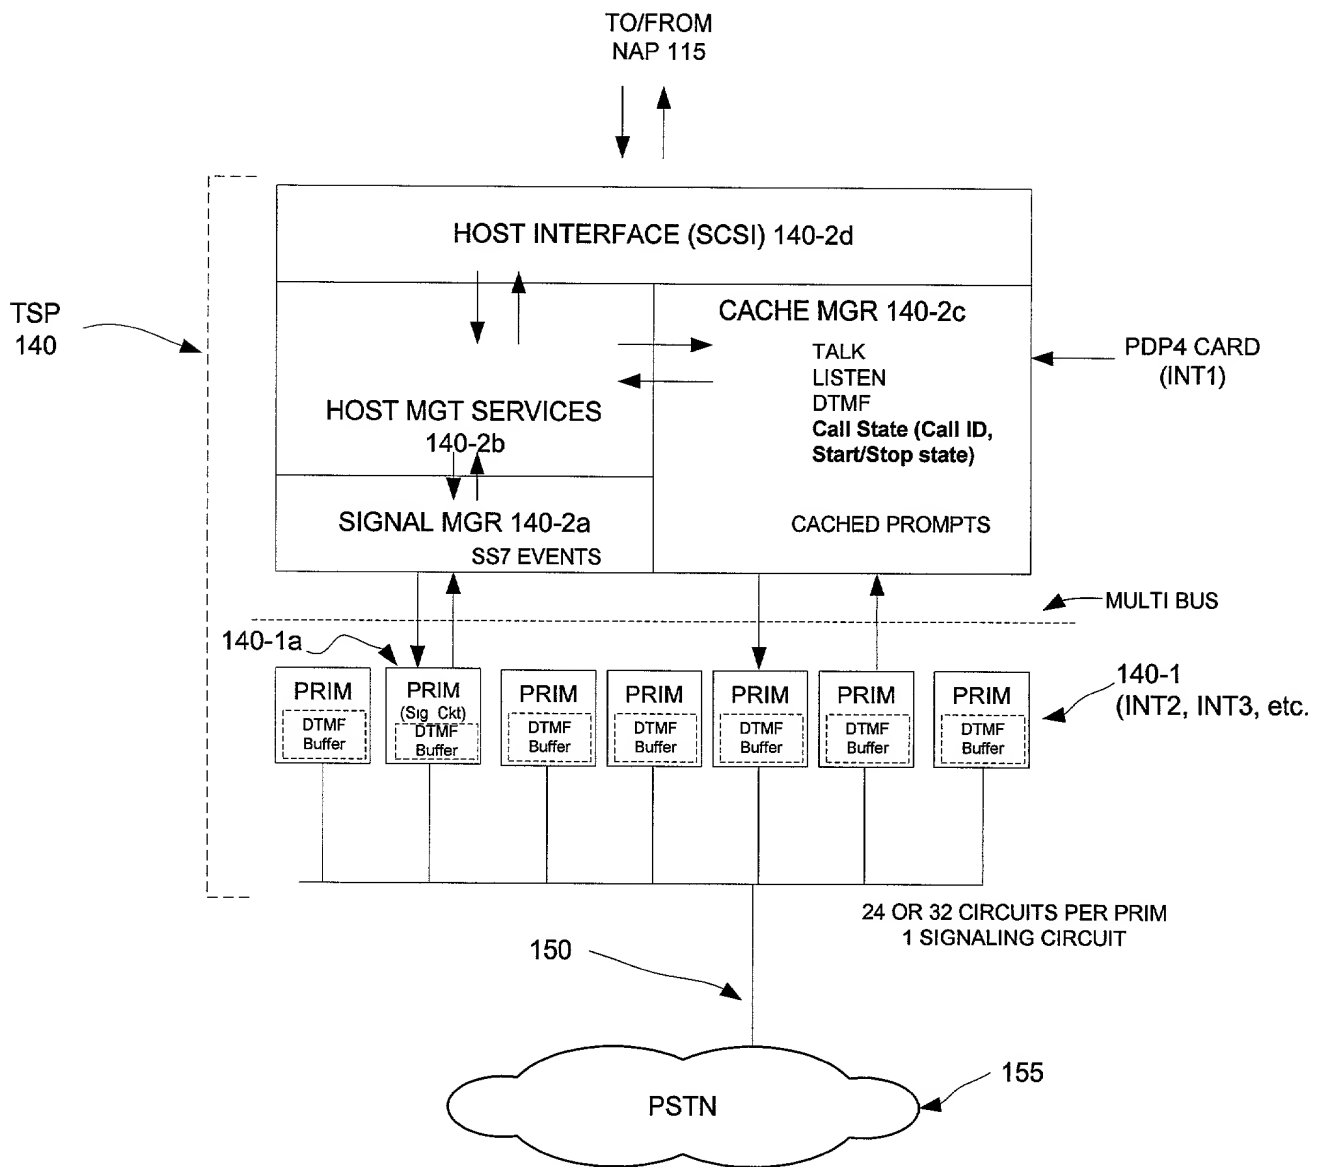 TO/FROM
NAP 115
HOST INTERFACE (SCSI) 140-2d
TSP
140
CACHE MGR 140-2c
TALK
LISTEN
DTMF
Call State (Call ID,
Start/Stop state)
CACHED PROMPTS
PDP4 CARD
(INT1)
HOST MGT SERVICES
140-2b
SIGNAL MGR 140-2a
SS7 EVENTS
MULTI BUS
140-1a
PRIM
DTMF
Buffer
PRIM
(Sig Ckt)
DTMF
Buffer
PRIM
DTMF
Buffer
PRIM
DTMF
Buffer
PRIM
DTMF
Buffer
PRIM
DTMF
Buffer
PRIM
DTMF
Buffer
140-1
(INT2, INT3, etc.
24 OR 32 CIRCUITS PER PRIM
1 SIGNALING CIRCUIT
150
155
PSTN